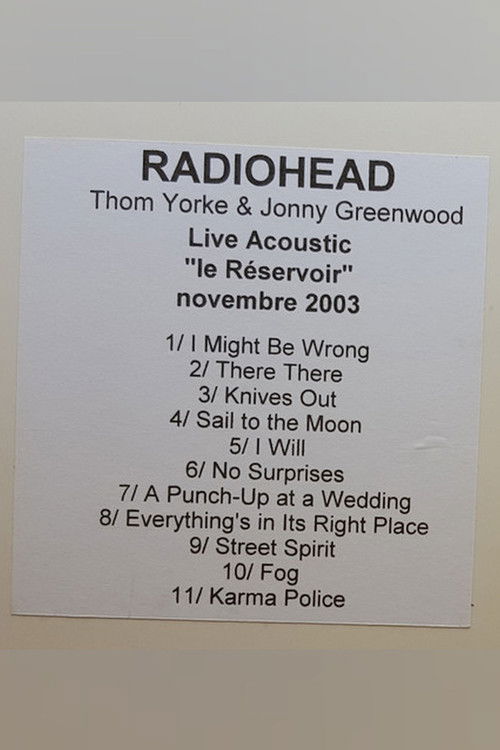 RADIOHEAD
Thom Yorke & Jonny Greenwood
Live Acoustic
"le Réservoir"
novembre 2003
1/ I Might Be Wrong
2/ There There
3/ Knives Out
4/ Sail to the Moon
5/ I Will
6/ No Surprises
7/ A Punch-Up at a Wedding
8/ Everything's in Its Right Place
9/ Street Spirit
10/ Fog
11/ Karma Police